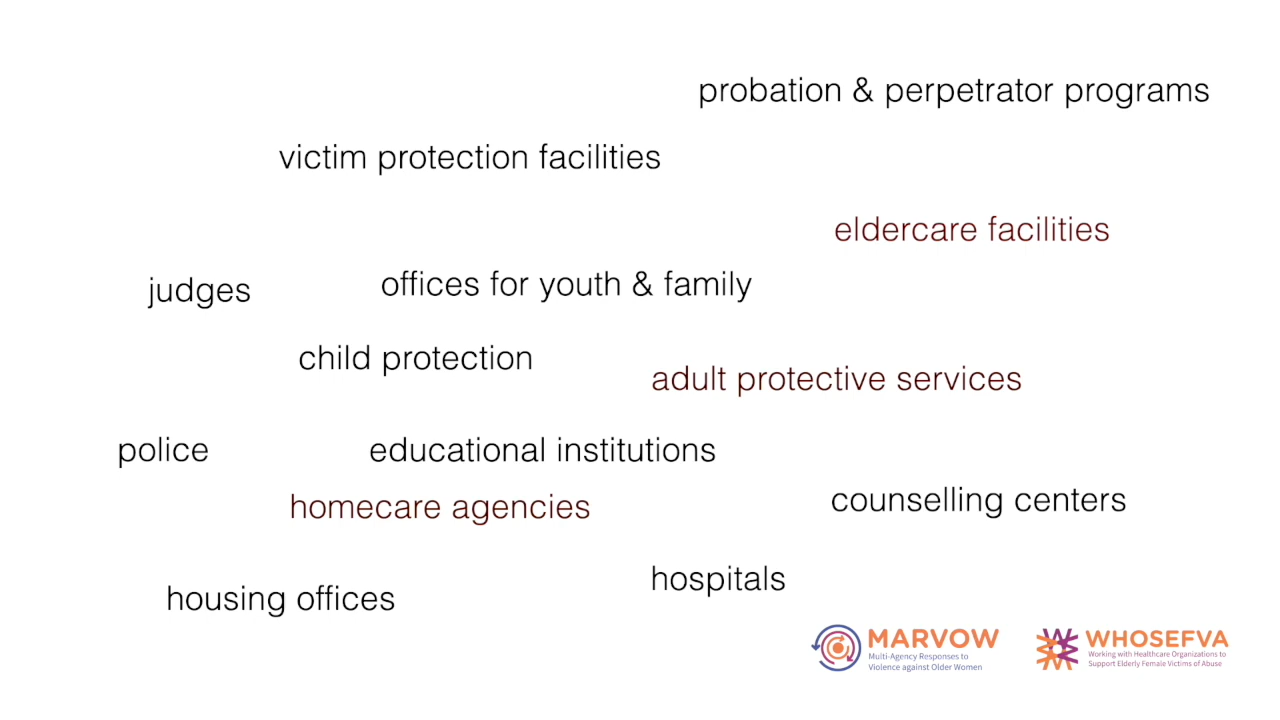 probation & perpetrator programs
victim protection facilities
eldercare facilities
judges
offices for youth & family
child protection
adult protective services
police
educational institutions
homecare agencies
counselling centers
housing offices
hospitals
MARVOW
Multi-Agency Responses to
Violence against Older Women
WHOSEFVA
Working with Healthcare Organizations to
Support Elderly Female Victims of Abuse